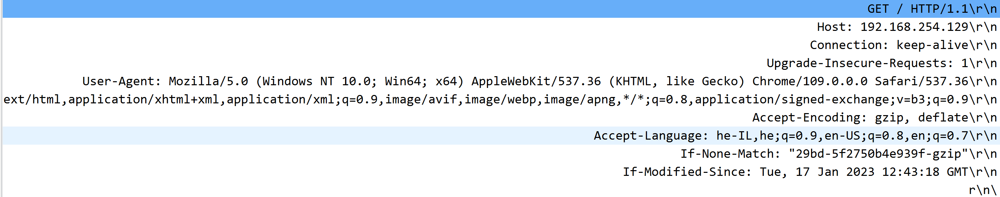 GET / HTTP/1.1\r\n
Host: 192.168.254.129\r\n
Connection: keep-alive\r\n
Upgrade-Insecure-Requests: 1\r\n
User-Agent: Mozilla/5.0 (Windows NT 10.0; Win64; x64) AppleWebKit/537.36 (KHTML, like Gecko) Chrome/109.0.0.0 Safari/537.36\r\n
ext/html,application/xhtml+xml,application/xml;q=0.9,image/avif,image/webp,image/apng,*/*;q=0.8,application/signed-exchange;v=b3;q=0.9\r\n
Accept-Encoding: gzip, deflate\r\n
Accept-Language: he-IL,he;q=0.9,en-US;q=0.8,en;q=0.7\r\n
If-None-Match: "29bd-5f2750b4e939f-gzip"\r\n
If-Modified-Since: Tue, 17 Jan 2023 12:43:18 GMT\r\n
r\n\